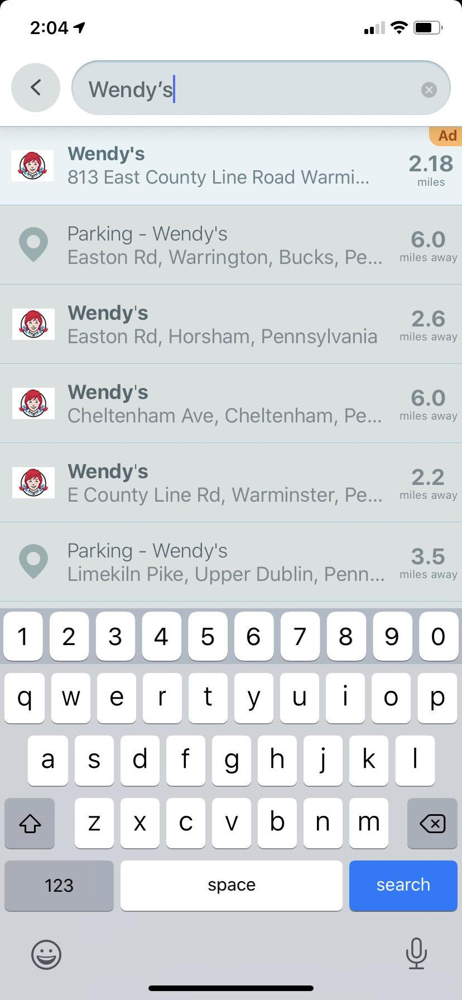 2:04
Wendy’s
Ad
Wendy's
813 East County Line Road Warmi...
2.18
miles
Parking - Wendy's
Easton Rd, Warrington, Bucks, Pe...
6.0
miles away
Wendy's
Easton Rd, Horsham, Pennsylvania
2.6
miles away
Wendy's
Cheltenham Ave, Cheltenham, Pe...
6.0
miles away
Wendy's
E County Line Rd, Warminster, Pe...
2.2
miles away
Parking - Wendy's
Limekiln Pike, Upper Dublin, Penn...
3.5
miles away
1 2 3 4 5 6 7 8 9 0
q w e r t y u i o p
a s d f g h j k l
z x c v b n m
123 space search